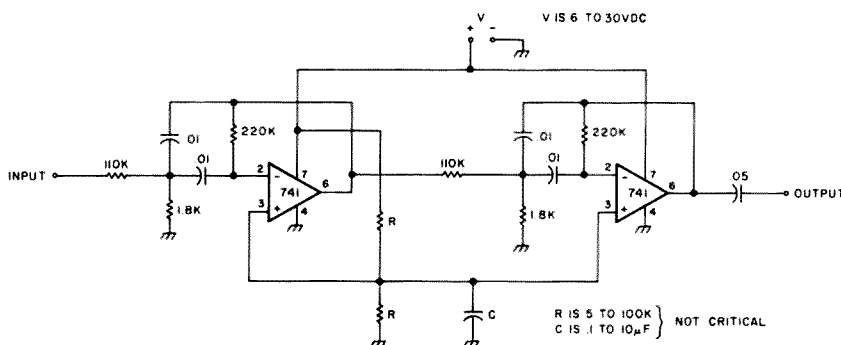 V
V IS 6 TO 30VDC
+ -
01
220K
01
220K
INPUT
110K
01
2
-
7
741
6
3
+
4
1.8K
R
110K
01
2
-
7
741
6
3
+
4
1.8K
05
OUTPUT
R
C
R IS 5 TO 100K
C IS .1 TO 10µF
NOT CRITICAL